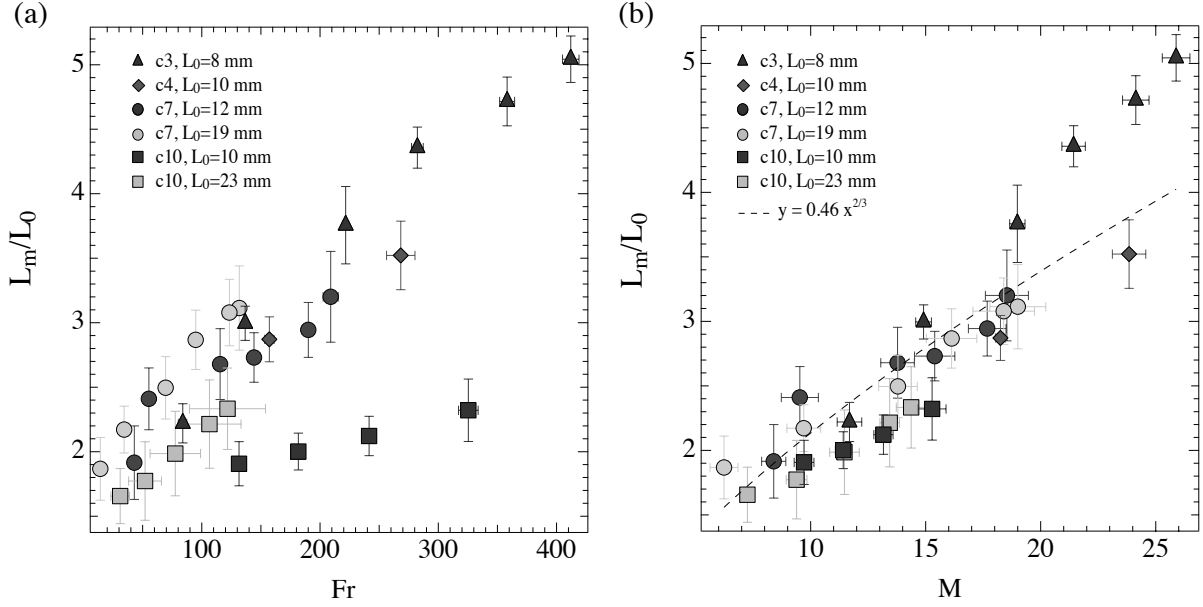 (a)
5
4
3
2
L₀/L₀
c3, L₀=8 mm
c4, L₀=10 mm
c7, L₀=12 mm
c7, L₀=19 mm
c10, L₀=10 mm
c10, L₀=23 mm
100
200
300
400
Fr
(b)
5
4
3
2
Lₘ/L₀
c3, L₀=8 mm
c4, L₀=10 mm
c7, L₀=12 mm
c7, L₀=19 mm
c10, L₀=10 mm
c10, L₀=23 mm
y = 0.46 x^{2/3}
10
15
20
25
M